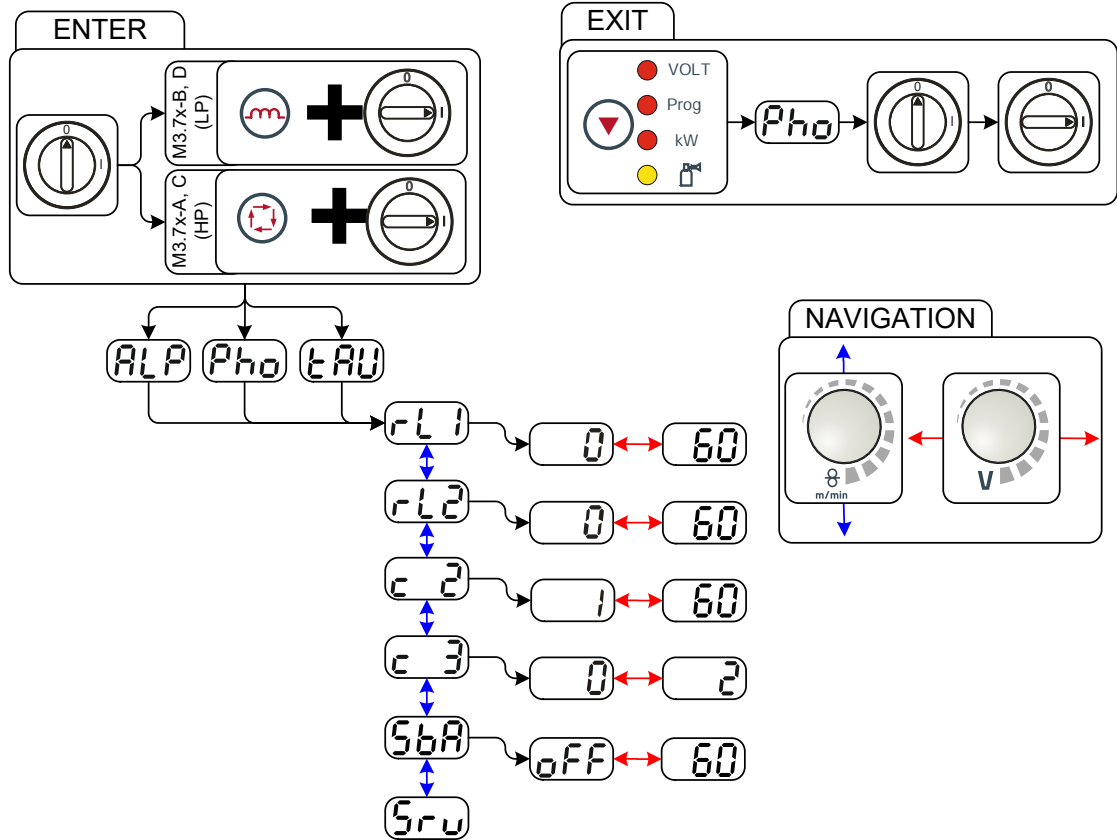 ENTER
0
I
M3.7x-B, D
(LP)
0
I
M3.7x-A, C
(HP)
0
I
EXIT
VOLT
Prog
kW
Pho
0
I
0
I
ALP
Pho
tAU
rL1
0
60
rL2
0
60
c 2
1
60
c 3
0
2
SbA
oFF
60
Sru
NAVIGATION
m/min
V